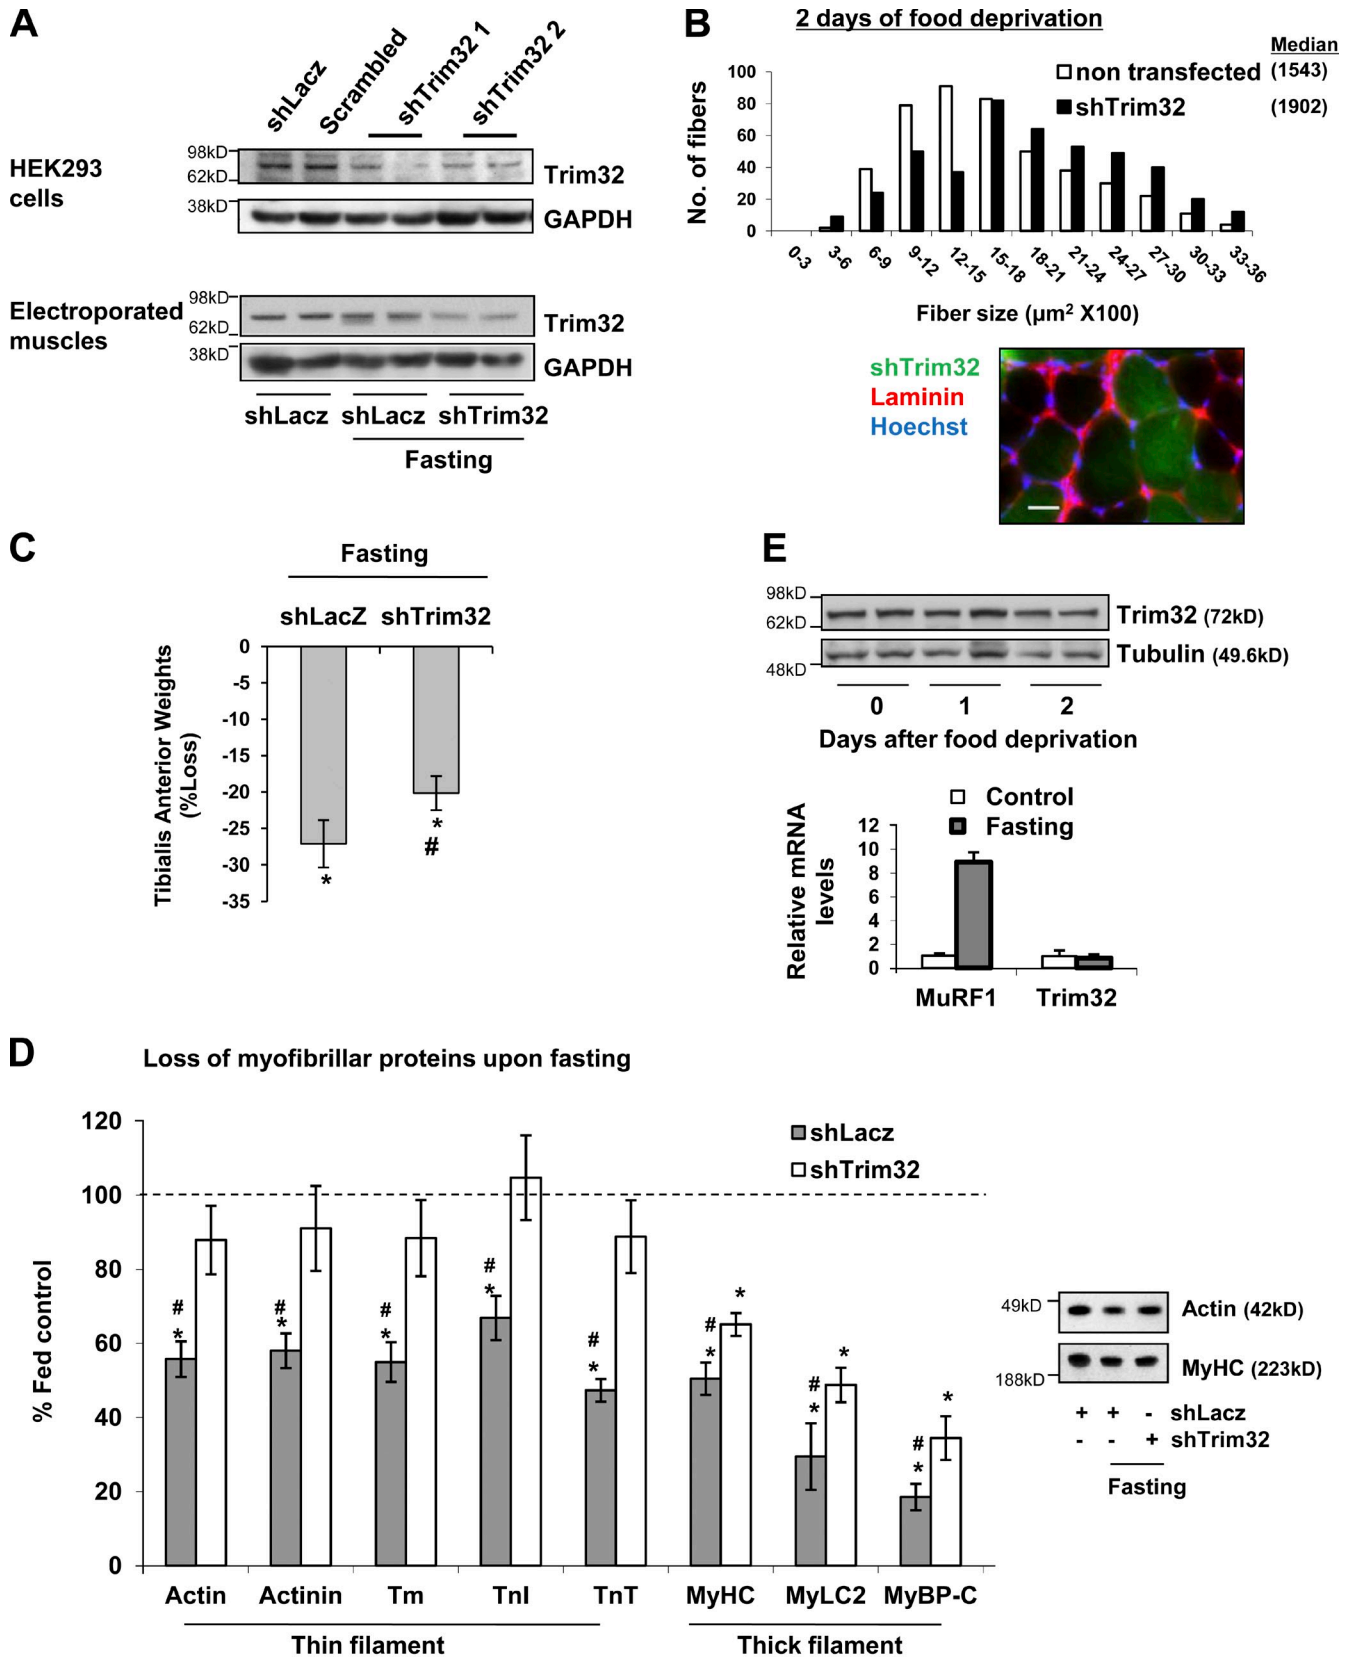 A
shLacz
Scrambled
shTrim32 1
shTrim32 2
HEK293
cells
98kD
62kD
Trim32
38kD
GAPDH
Electroporated
muscles
98kD
62kD
Trim32
38kD
GAPDH
shLacz shLacz shTrim32
Fasting
B
2 days of food deprivation
Median
non transfected (1543)
shTrim32 (1902)
No. of fibers
100
80
60
40
20
0
0-3 3-6 6-9 9-12 12-15 15-18 18-21 21-24 24-27 27-30 30-33 33-36
Fiber size (µm² X100)
shTrim32
Laminin
Hoechst
C
Fasting
shLacZ shTrim32
Tibialis Anterior Weights
(%Loss)
0
-5
-10
-15
-20
-25
-30
-35
*
*
#
E
98kD
62kD
Trim32 (72kD)
48kD
Tubulin (49.6kD)
0 1 2
Days after food deprivation
Control
Fasting
Relative mRNA
levels
12
10
8
6
4
2
0
MuRF1 Trim32
D
Loss of myofibrillar proteins upon fasting
shLacz
shTrim32
% Fed control
120
100
80
60
40
20
0
# # # # # # # #
* * * * * * * * * * *
Actin Actinin Tm TnI TnT MyHC MyLC2 MyBP-C
Thin filament Thick filament
49kD
Actin (42kD)
188kD
MyHC (223kD)
+ + - shLacz
- - + shTrim32
Fasting